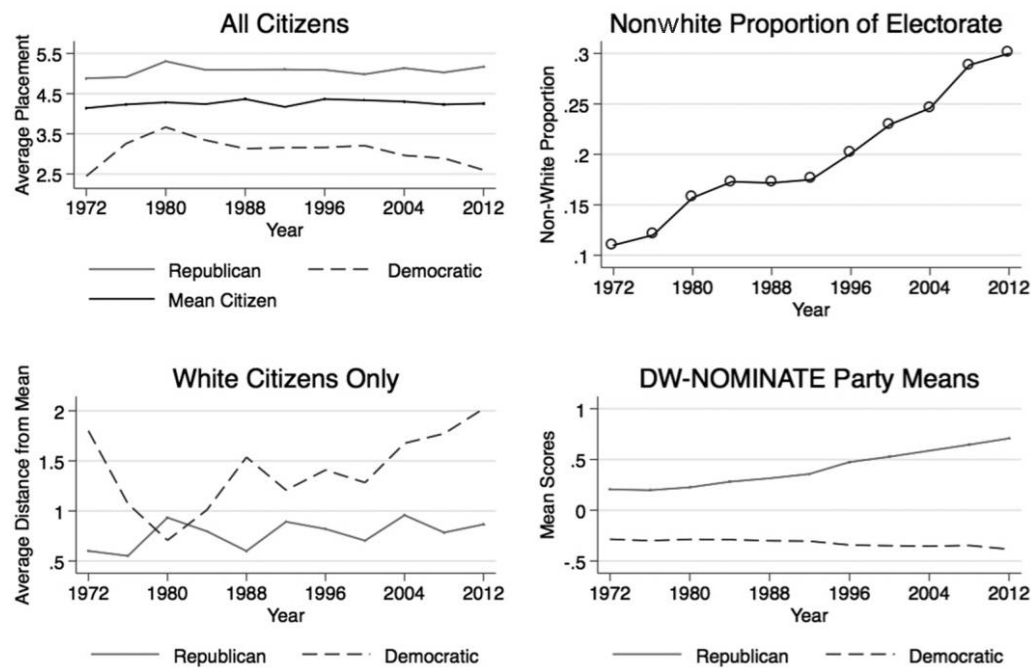 All Citizens
Average Placement
5.5
4.5
3.5
2.5
1972 1980 1988 1996 2004 2012
Year
Republican Democratic
Mean Citizen
Nonwhite Proportion of Electorate
Non-White Proportion
.3
.25
.2
.15
.1
1972 1980 1988 1996 2004 2012
Year
White Citizens Only
Average Distance from Mean
2
1.5
1
.5
1972 1980 1988 1996 2004 2012
Year
Republican Democratic
DW-NOMINATE Party Means
Mean Scores
1
.5
0
-.5
1972 1980 1988 1996 2004 2012
Year
Republican Democratic